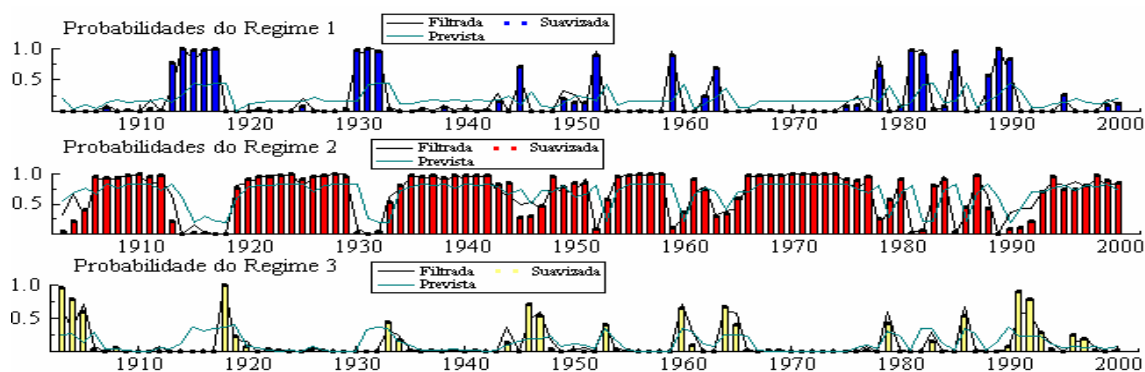 Probabilidades do Regime 1
Filtrada Suavizada
Prevista
1.0
0.5
1910 1920 1930 1940 1950 1960 1970 1980 1990 2000
Probabilidades do Regime 2
Filtrada Suavizada
Prevista
1.0
0.5
1910 1920 1930 1940 1950 1960 1970 1980 1990 2000
Probabilidade do Regime 3
Filtrada Suavizada
Prevista
1.0
0.5
1910 1920 1930 1940 1950 1960 1970 1980 1990 2000